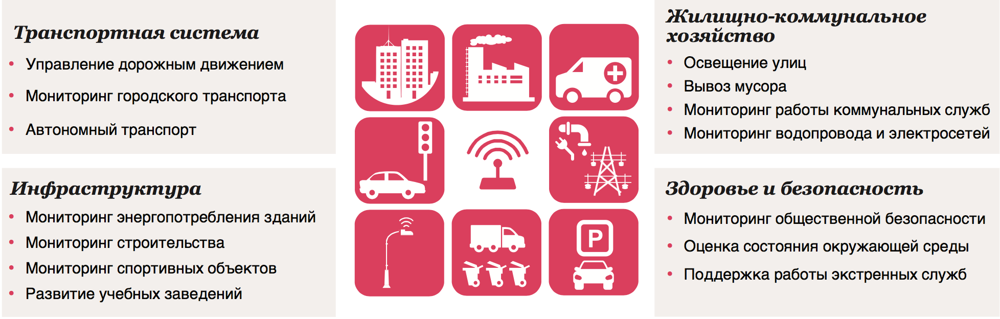 Транспортная система
• Управление дорожным движением
• Мониторинг городского транспорта
• Автономный транспорт
Инфраструктура
• Мониторинг энергопотребления зданий
• Мониторинг строительства
• Мониторинг спортивных объектов
• Развитие учебных заведений
P
Жилищно-коммунальное
хозяйство
• Освещение улиц
• Вывоз мусора
• Мониторинг работы коммунальных служб
• Мониторинг водопровода и электросетей
Здоровье и безопасность
• Мониторинг общественной безопасности
• Оценка состояния окружающей среды
• Поддержка работы экстренных служб